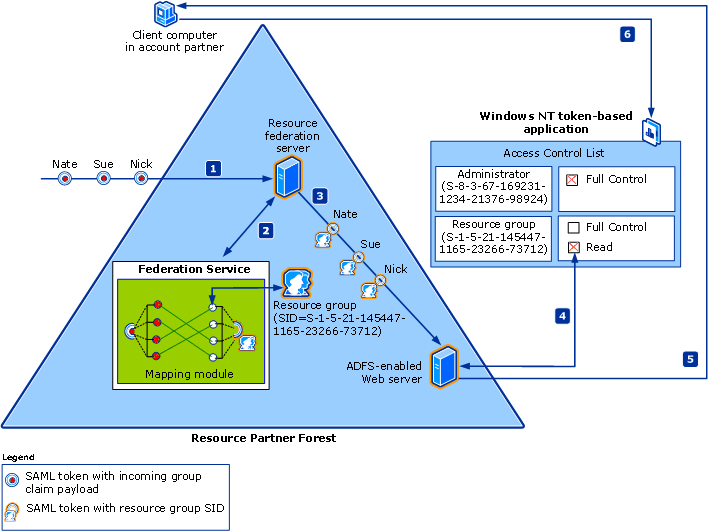 Client computer
in account partner
6
Windows NT token-based
application
Resource
federation
server
Access Control List
Nate
Sue
Nick
1
3
Administrator
(S-8-3-67-169231-
1234-21376-98924)
Full Control
Nate
2
Resource group
(S-1-5-21-145447-
1165-23266-73712)
Full Control
Read
Sue
Federation Service
Nick
Resource group
(SID=S-1-5-21-145447-
1165-23266-73712)
4
Mapping module
ADFS-enabled
Web server
5
Resource Partner Forest
Legend
SAML token with incoming group
claim payload
SAML token with resource group SID